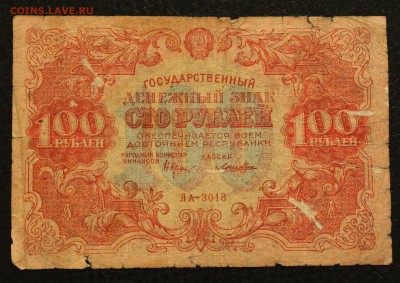 COINS.LAVE.RU
ГОСУДАРСТВЕННЫЙ
ДЕНЕЖНЫЙ ЗНАК
СТО РУБЛЕЙ
100 РУБЛЕЙ
100 РУБЛЕЙ
ОБЕСПЕЧИВАЕТСЯ ВСЕМ
ДОСТОЯНИЕМ РЕСПУБЛИКИ
НАРОДНЫЙ КОМИССАР
ФИНАНСОВ
КАССИР
ЯА-3018